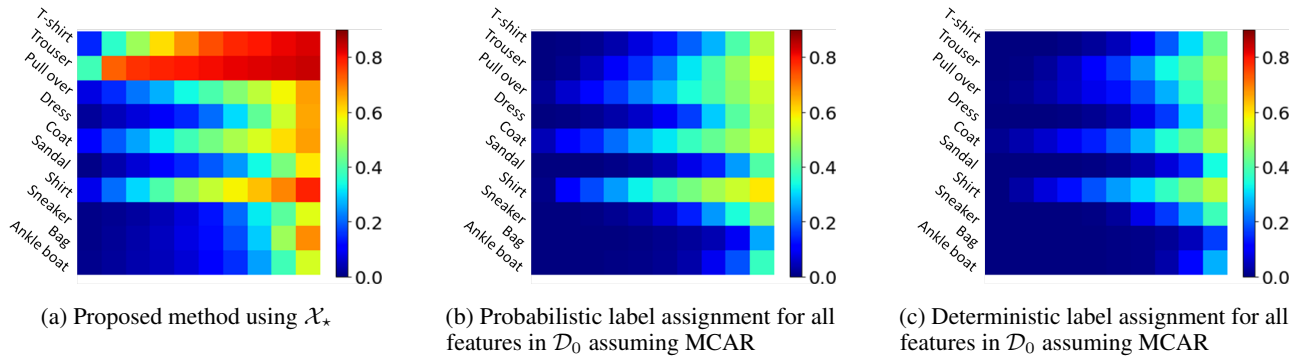 T-shirt
Trouser
Pull over
Dress
Coat
Sandal
Shirt
Sneaker
Bag
Ankle boat
0.8
0.6
0.4
0.2
0.0
(a) Proposed method using 𝒳⋆
T-shirt
Trouser
Pull over
Dress
Coat
Sandal
Shirt
Sneaker
Bag
Ankle boat
0.8
0.6
0.4
0.2
0.0
(b) Probabilistic label assignment for all
features in 𝒟₀ assuming MCAR
T-shirt
Trouser
Pull over
Dress
Coat
Sandal
Shirt
Sneaker
Bag
Ankle boat
0.8
0.6
0.4
0.2
0.0
(c) Deterministic label assignment for all
features in 𝒟₀ assuming MCAR